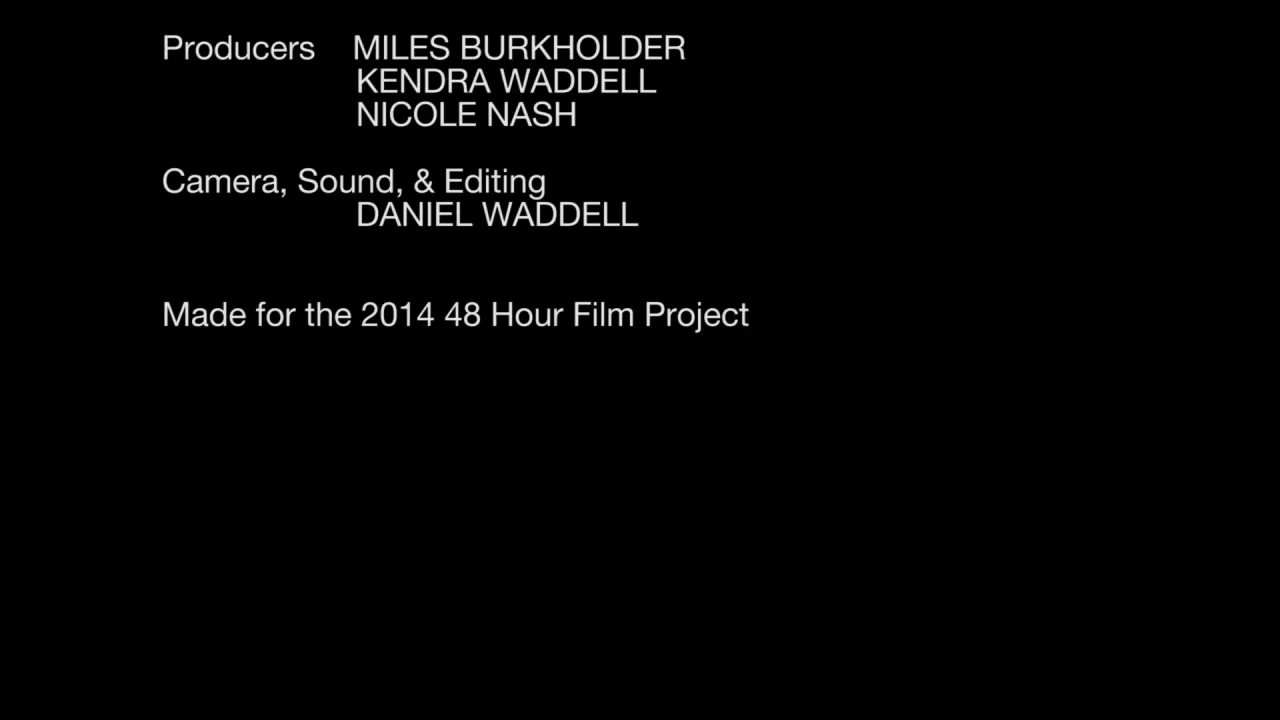 Producers MILES BURKHOLDER
KENDRA WADDELL
NICOLE NASH
Camera, Sound, & Editing
DANIEL WADDELL
Made for the 2014 48 Hour Film Project